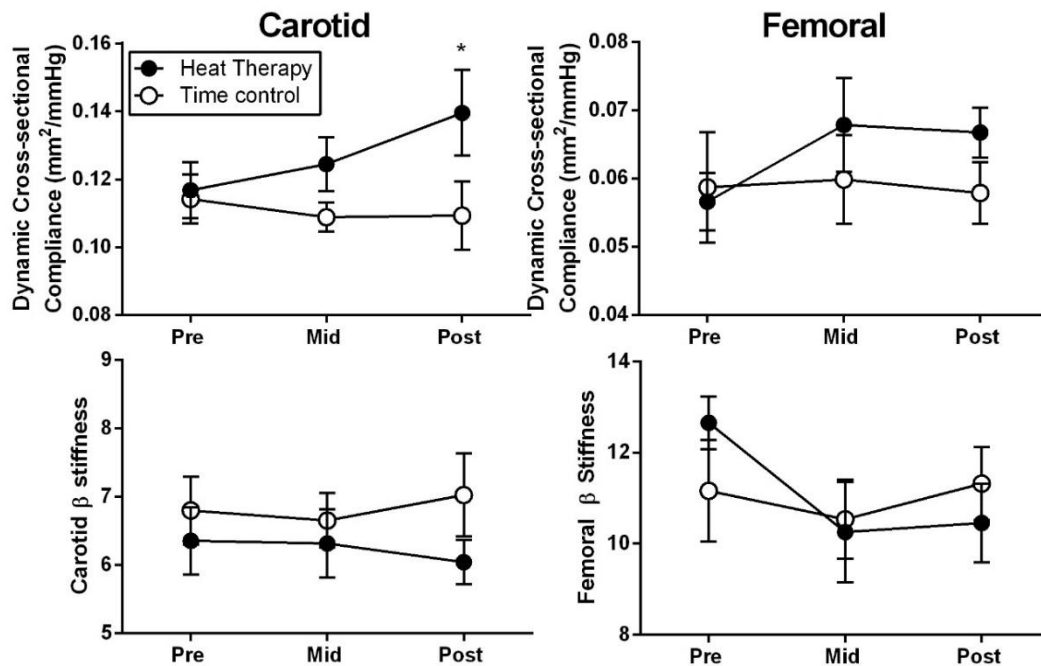 Carotid
Femoral
Dynamic Cross-sectional
Compliance (mm²/mmHg)
0.16
0.14
0.12
0.10
0.08
*
Heat Therapy
Time control
Pre Mid Post
Dynamic Cross-sectional
Compliance (mm²/mmHg)
0.08
0.07
0.06
0.05
0.04
Pre Mid Post
Carotid β stiffness
9
8
7
6
5
Pre Mid Post
Femoral β Stiffness
14
12
10
8
Pre Mid Post